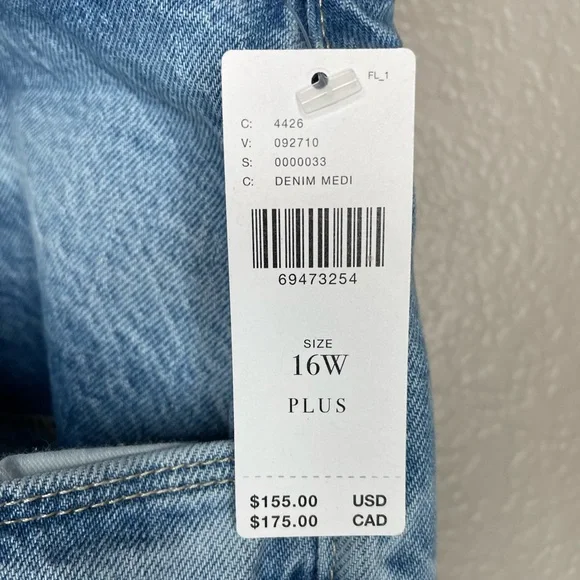 FL_1
C: 4426
V: 092710
S: 0000033
C: DENIM MEDI
69473254
SIZE
16W
PLUS
$155.00 USD
$175.00 CAD